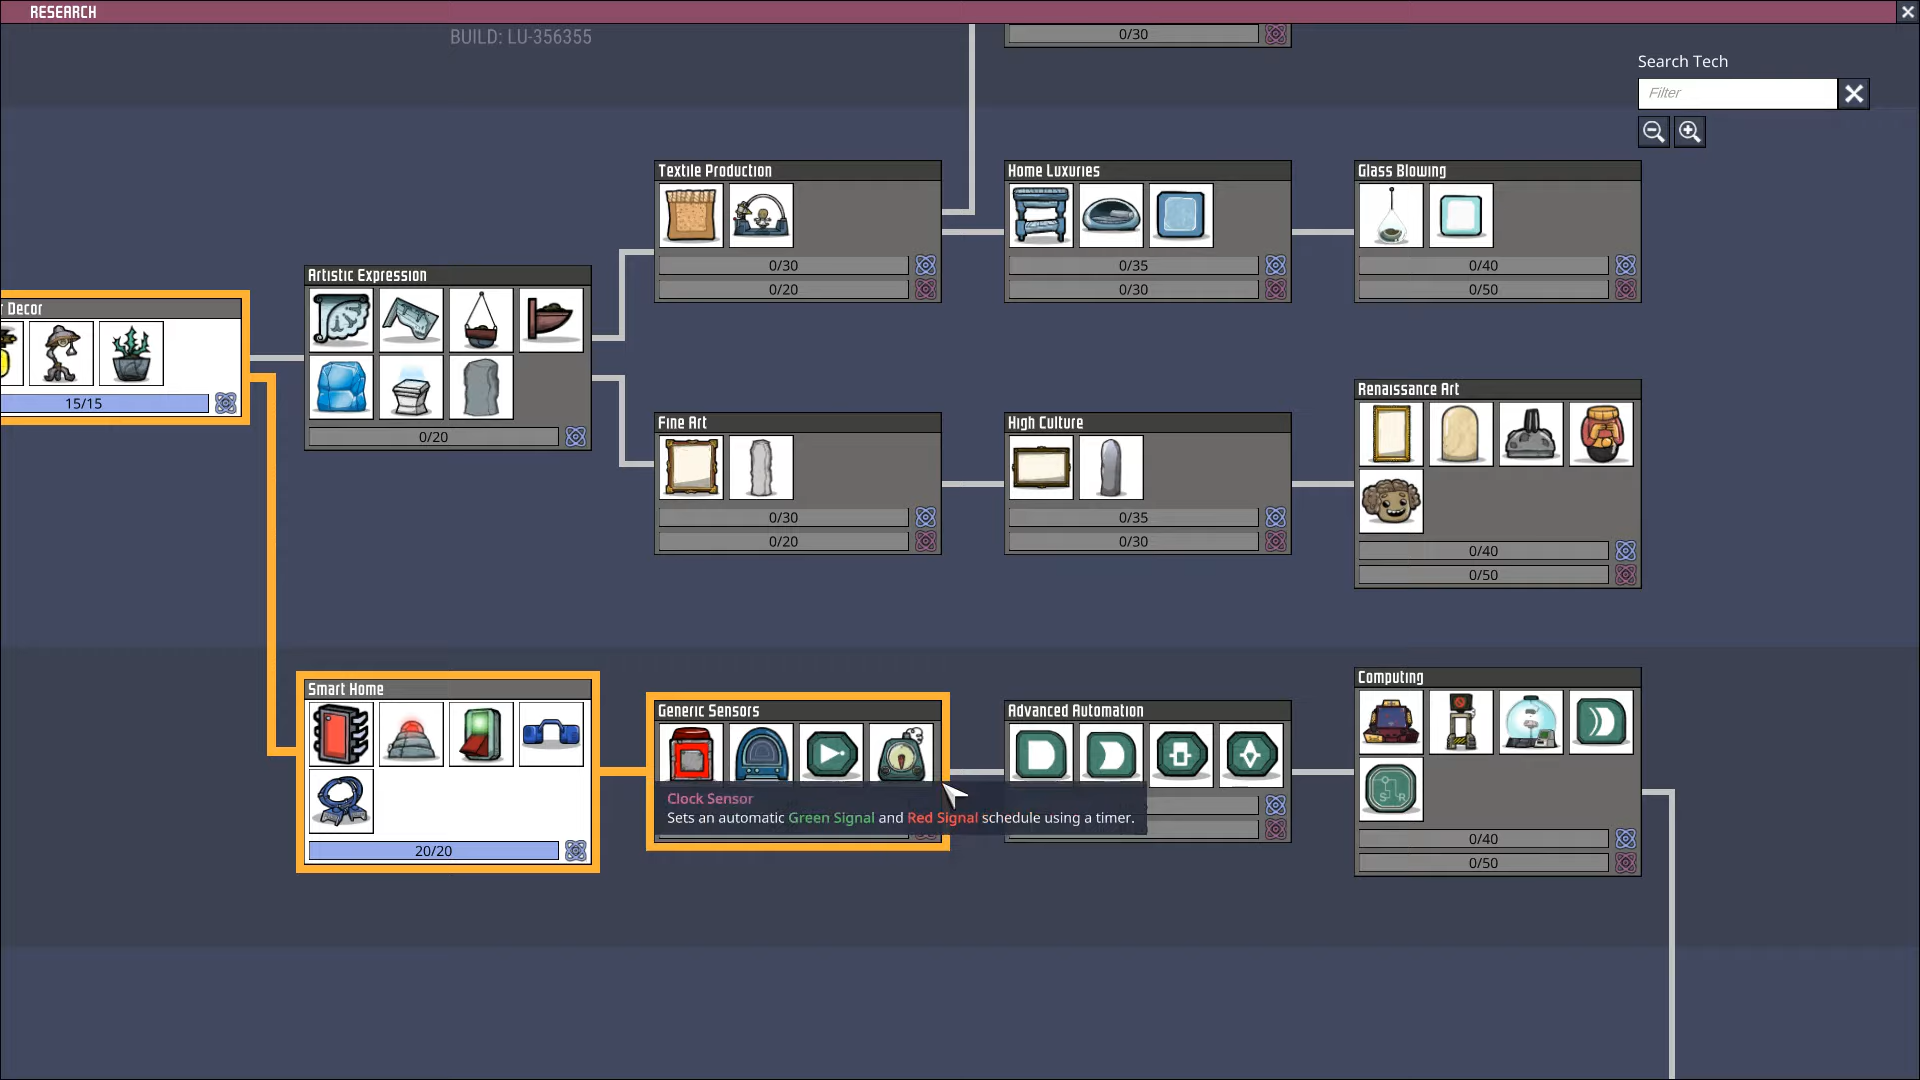 RESEARCH
BUILD: LU-356355
0/30
Search Tech
Filter
Textile Production
0/30
0/20
Home Luxuries
0/35
0/30
Glass Blowing
0/40
0/50
Artistic Expression
0/20
r Decor
15/15
Fine Art
0/30
0/20
High Culture
0/35
0/30
Renaissance Art
0/40
0/50
Smart Home
20/20
Generic Sensors
Clock Sensor
Sets an automatic Green Signal and Red Signal schedule using a timer.
Advanced Automation
Computing
S R
0/40
0/50